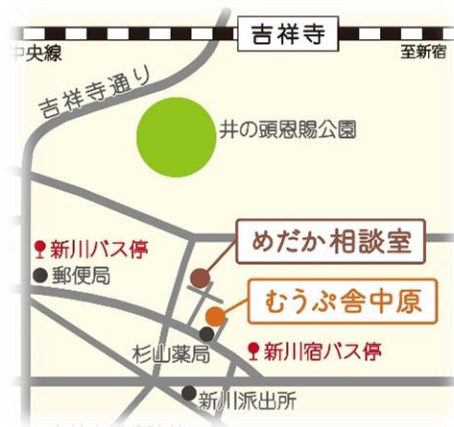 吉祥寺
中央線
至新宿
吉祥寺通り
井の頭恩賜公園
めだか相談室
新川バス停
郵便局
むうぷ舎中原
杉山薬局
新川宿バス停
新川派出所